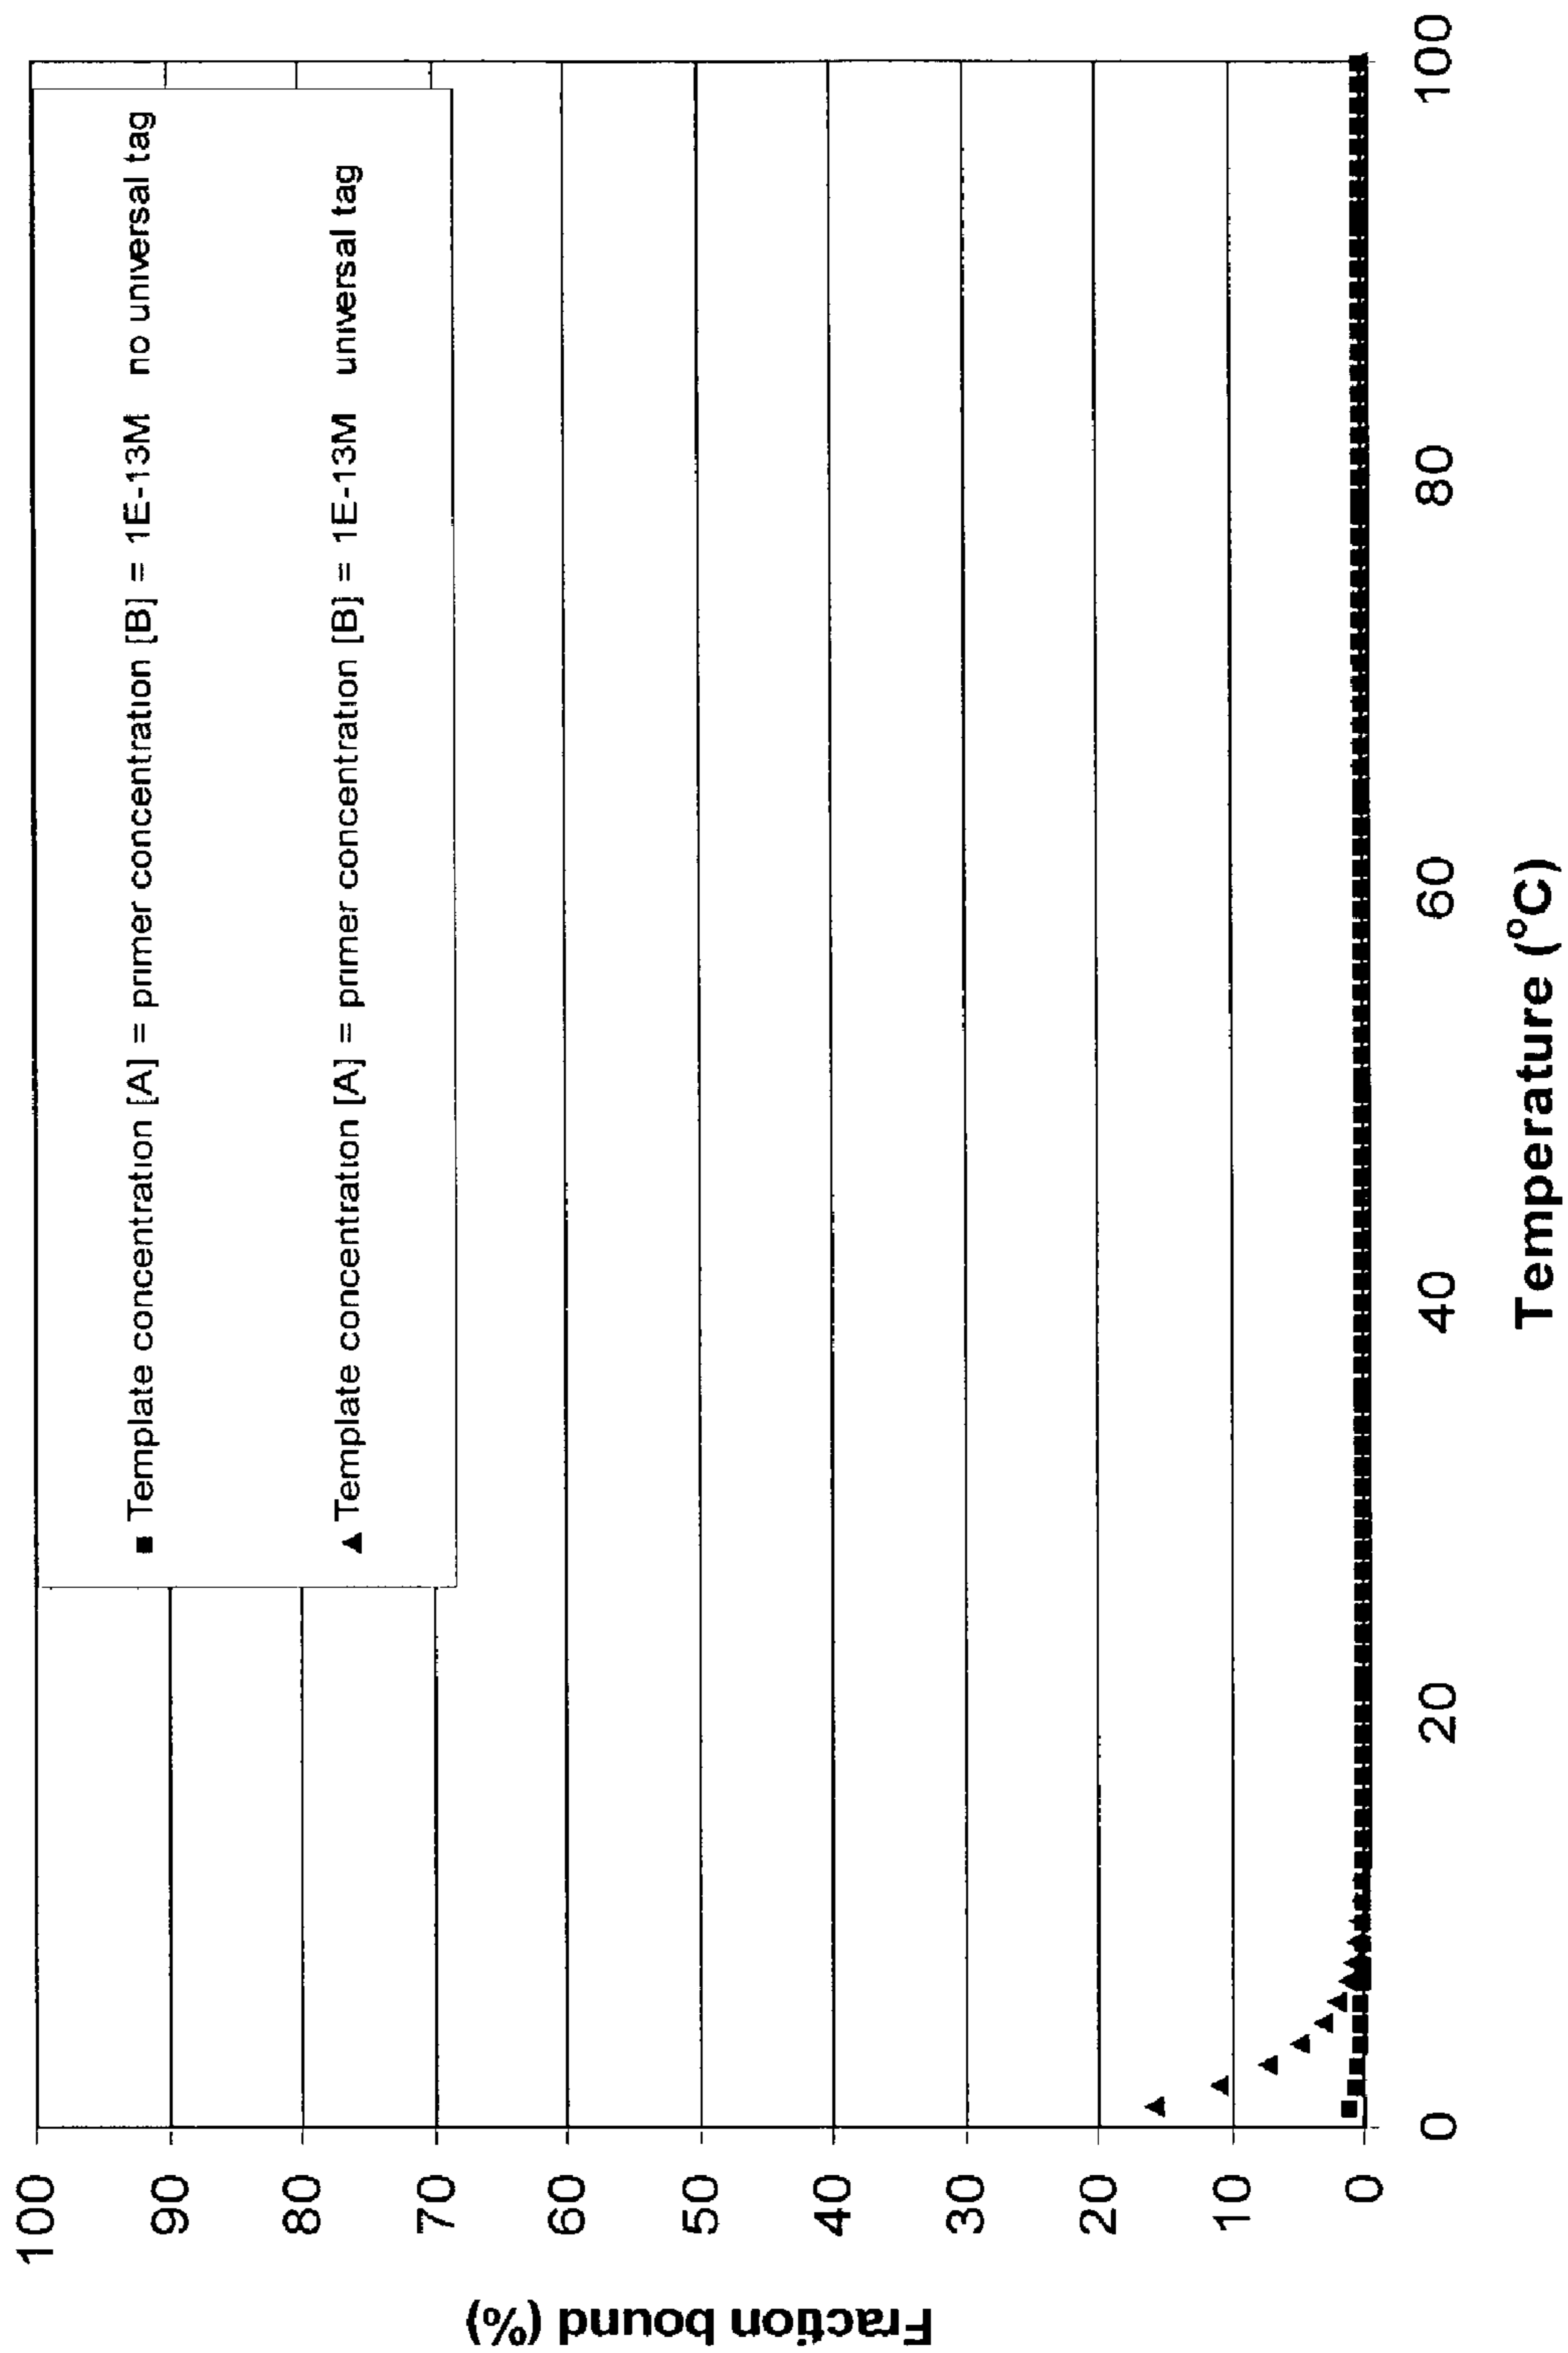 Template concentration [A] = primer concentration [B] = 1E-13M no universal tag
Template concentration [A] = primer concentration [B] = 1E-13M universal tag
Fraction bound (%)
100
90
80
70
60
50
40
30
20
10
0
0 20 40 60 80 100
Temperature (°C)